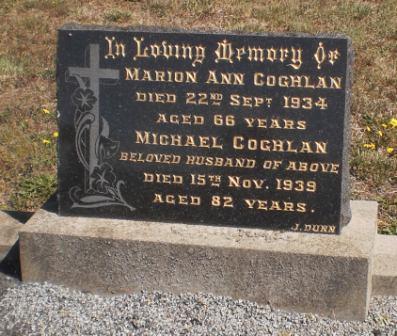 In Loving Memory Of
MARION ANN COGHLAN
DIED 22ND SEPT 1934
AGED 66 YEARS
MICHAEL COGHLAN
BELOVED HUSBAND OF ABOVE
DIED 15TH NOV. 1939
AGED 82 YEARS.
J. DUNN